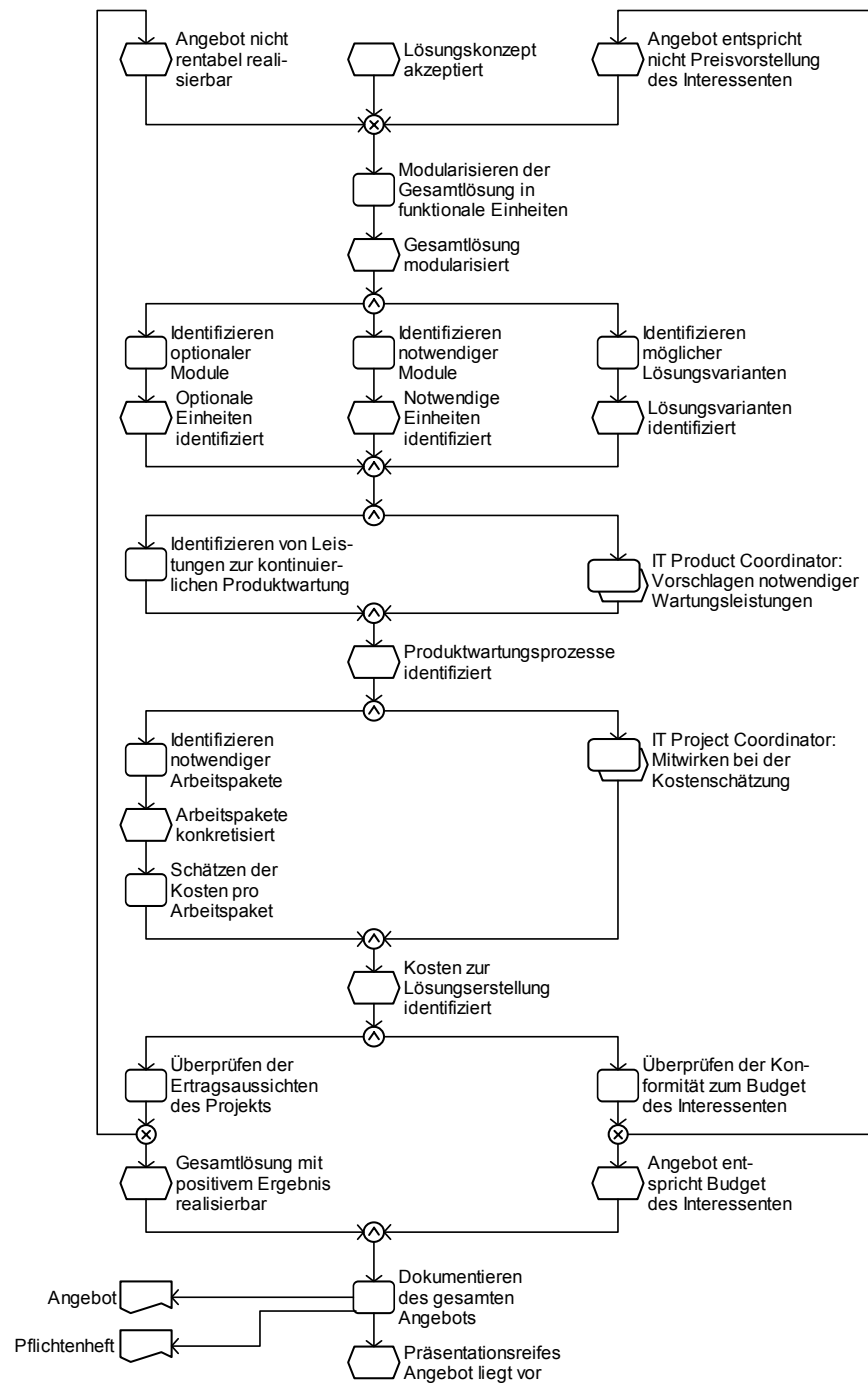 Angebot nicht
rentabel reali-
sierbar
Lösungskonzept
akzeptiert
Angebot entspricht
nicht Preisvorstellung
des Interessenten
Modularisieren der
Gesamtlösung in
funktionale Einheiten
Gesamtlösung
modularisiert
Identifizieren
optionaler
Module
Identifizieren
notwendiger
Module
Identifizieren
möglicher
Lösungsvarianten
Optionale
Einheiten
identifiziert
Notwendige
Einheiten
identifiziert
Lösungsvarianten
identifiziert
Identifizieren von Leis-
tungen zur kontinuier-
lichen Produktwartung
IT Product Coordinator:
Vorschlagen notwendiger
Wartungsleistungen
Produktwartungsprozesse
identifiziert
Identifizieren
notwendiger
Arbeitspakete
IT Project Coordinator:
Mitwirken bei der
Kostenschätzung
Arbeitspakete
konkretisiert
Schätzen der
Kosten pro
Arbeitspaket
Kosten zur
Lösungserstellung
identifiziert
Überprüfen der
Ertragsaussichten
des Projekts
Überprüfen der Kon-
formität zum Budget
des Interessenten
Gesamtlösung mit
positivem Ergebnis
realisierbar
Angebot ent-
spricht Budget
des Interessenten
Dokumentieren
des gesamten
Angebots
Angebot
Pflichtenheft
Präsentationsreifes
Angebot liegt vor